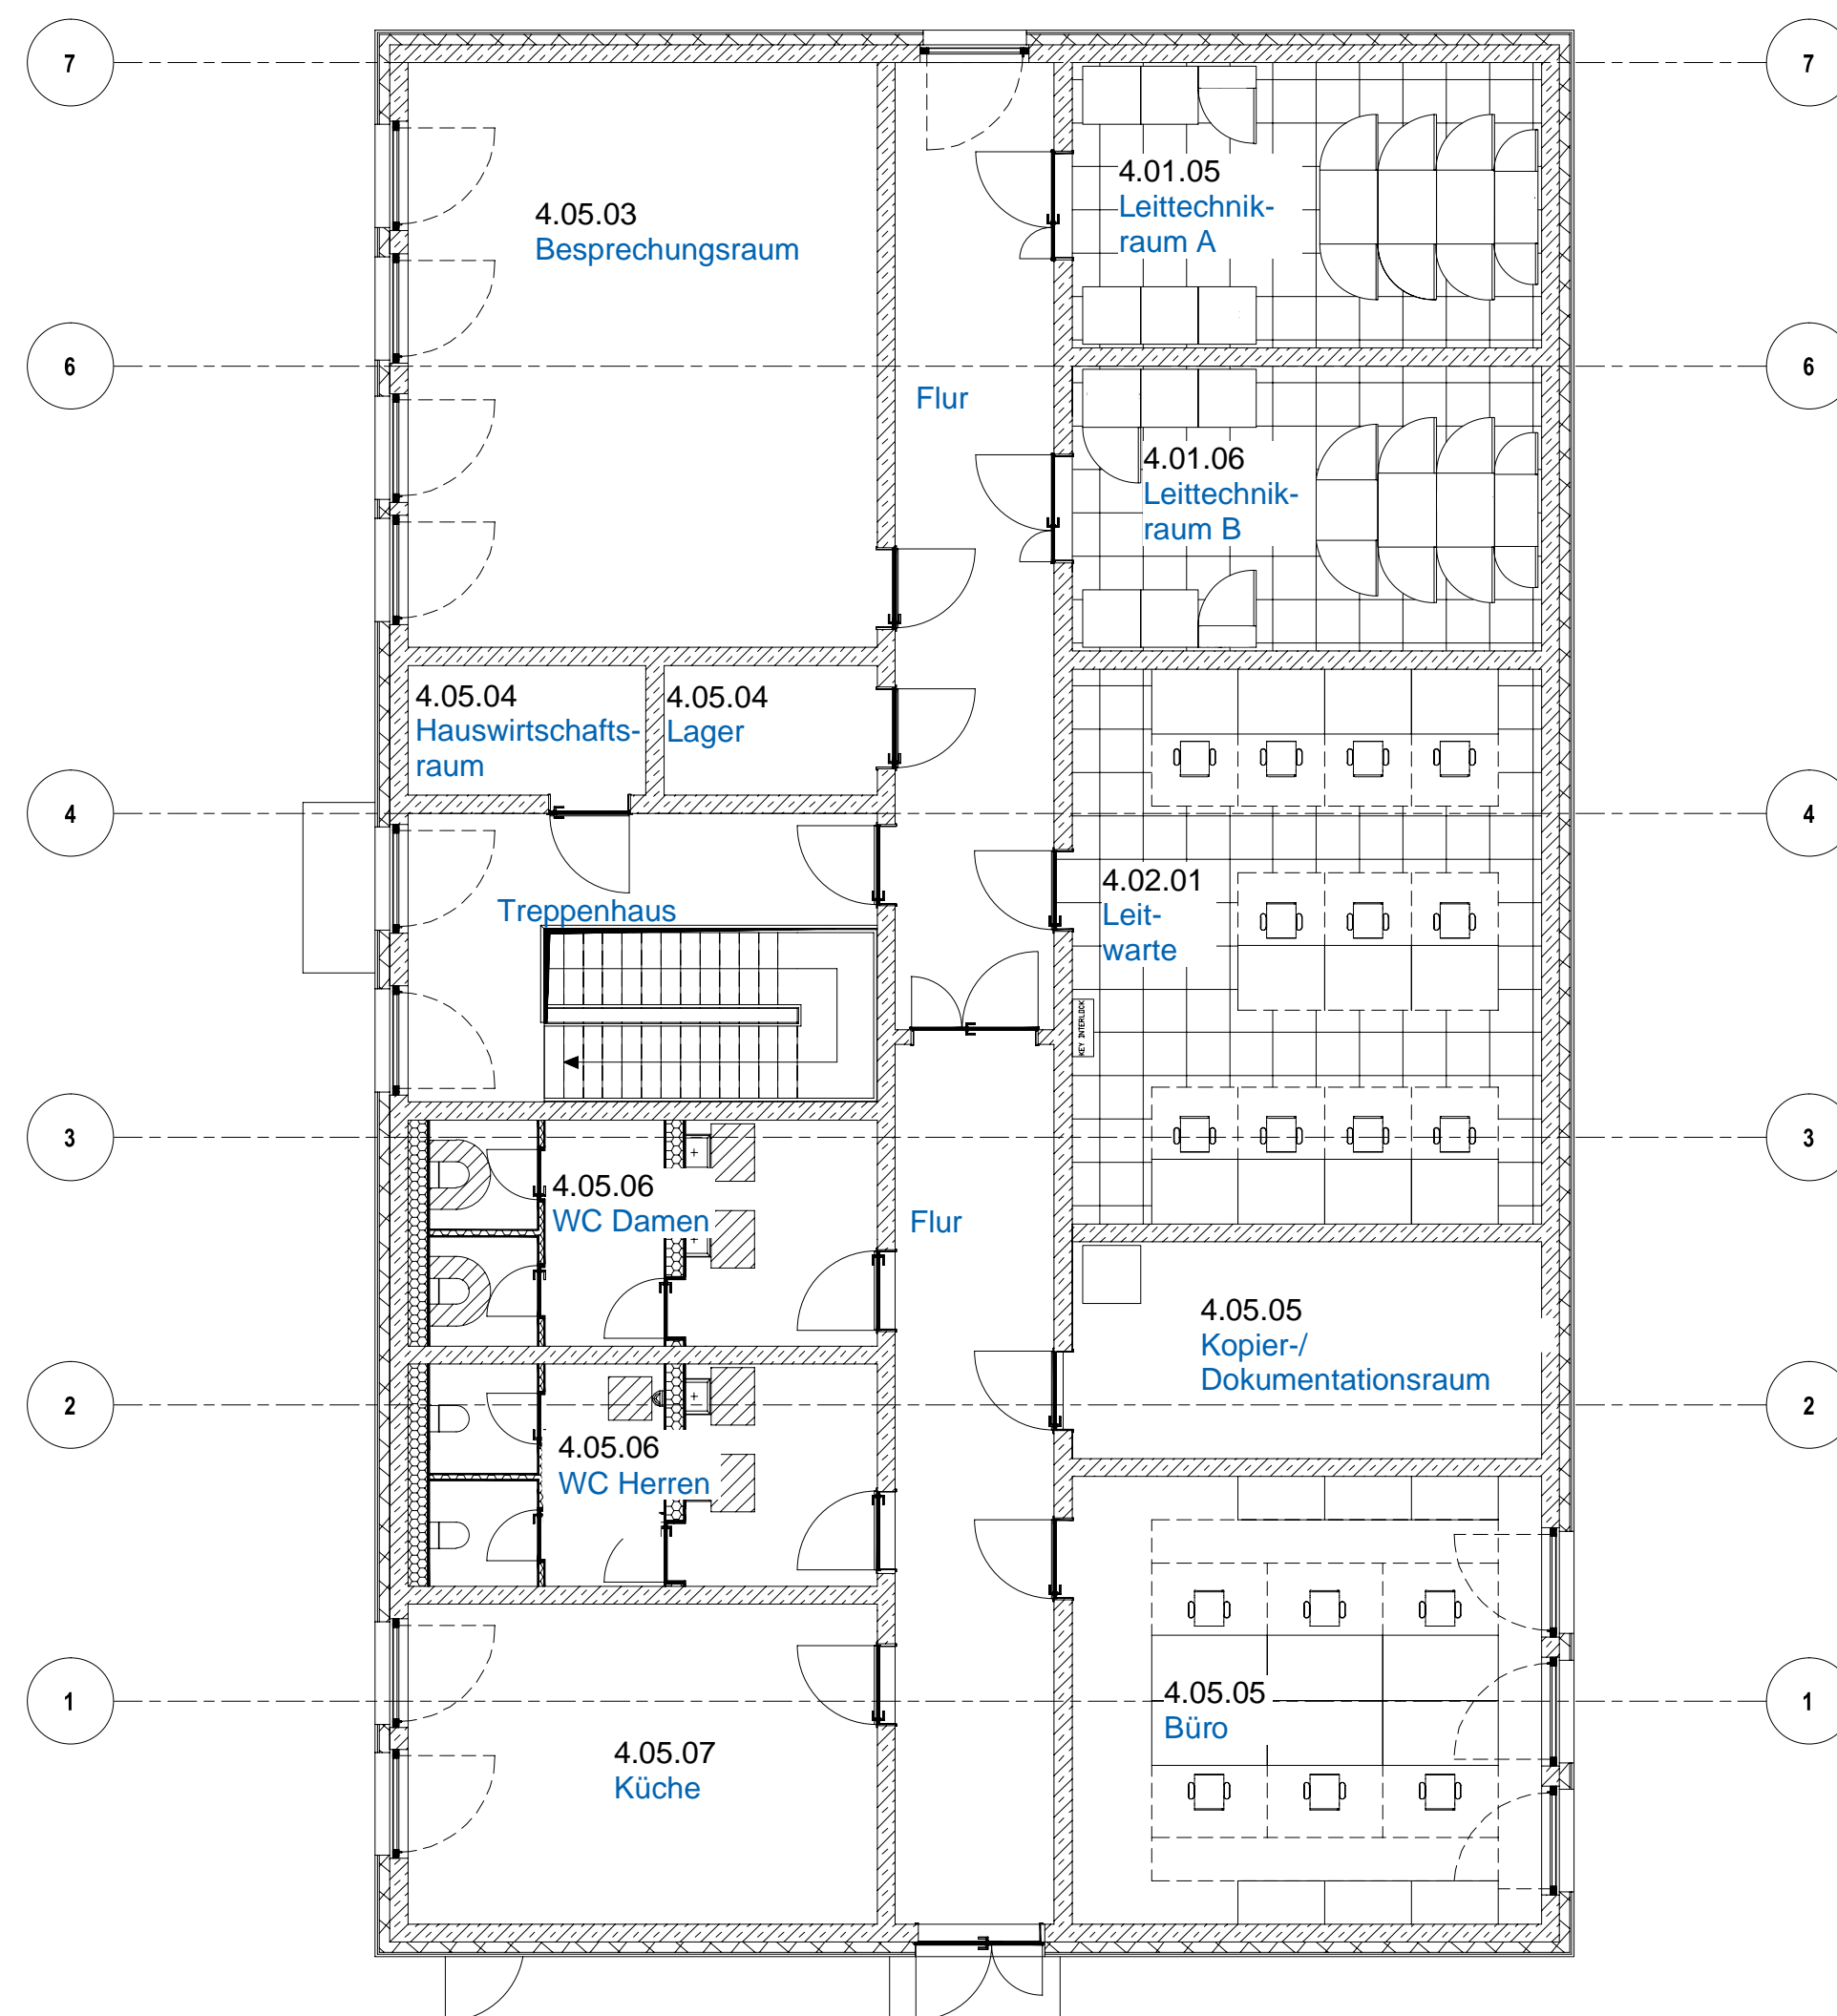 7
7
4.01.05
Leittechnik-
raum A
4.05.03
Besprechungsraum
6
6
Flur
4.01.06
Leittechnik-
raum B
4.05.04
Hauswirtschafts-
raum
4.05.04
Lager
4
4
4.02.01
Leit-
warte
Treppenhaus
KEY INTERLOCK
3
3
4.05.06
WC Damen
Flur
4.05.05
Kopier-/
Dokumentationsraum
2
2
4.05.06
WC Herren
1
1
4.05.05
Büro
4.05.07
Küche